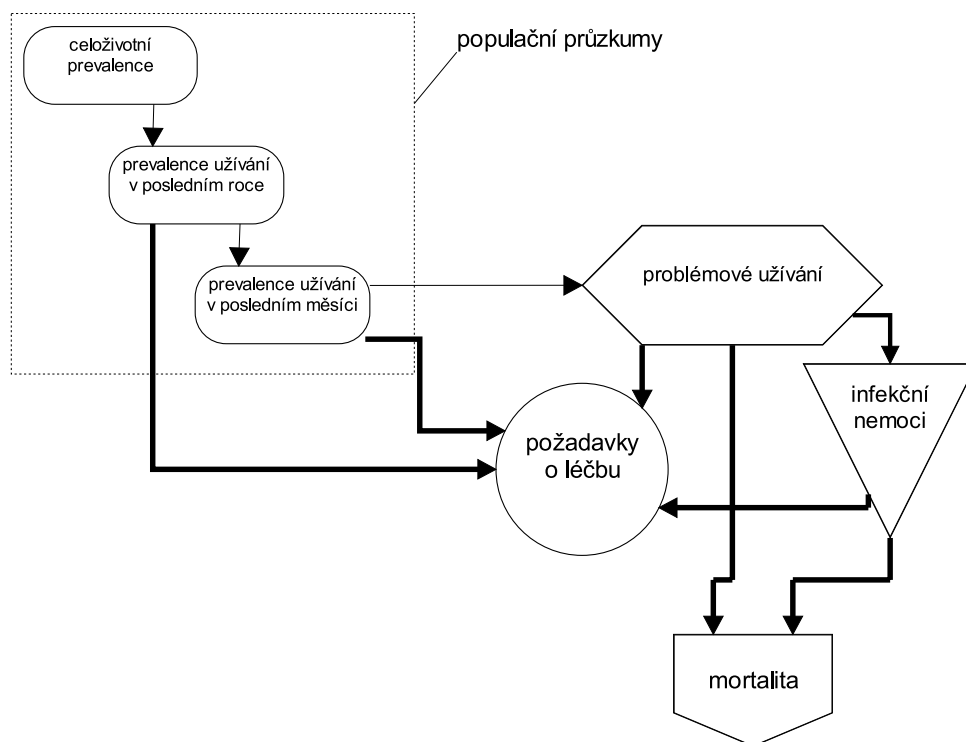 celoživotní
prevalence
populační průzkumy
prevalence užívání
v posledním roce
prevalence užívání
v posledním měsíci
problémové užívání
infekční
nemoci
požadavky
o léčbu
mortalita